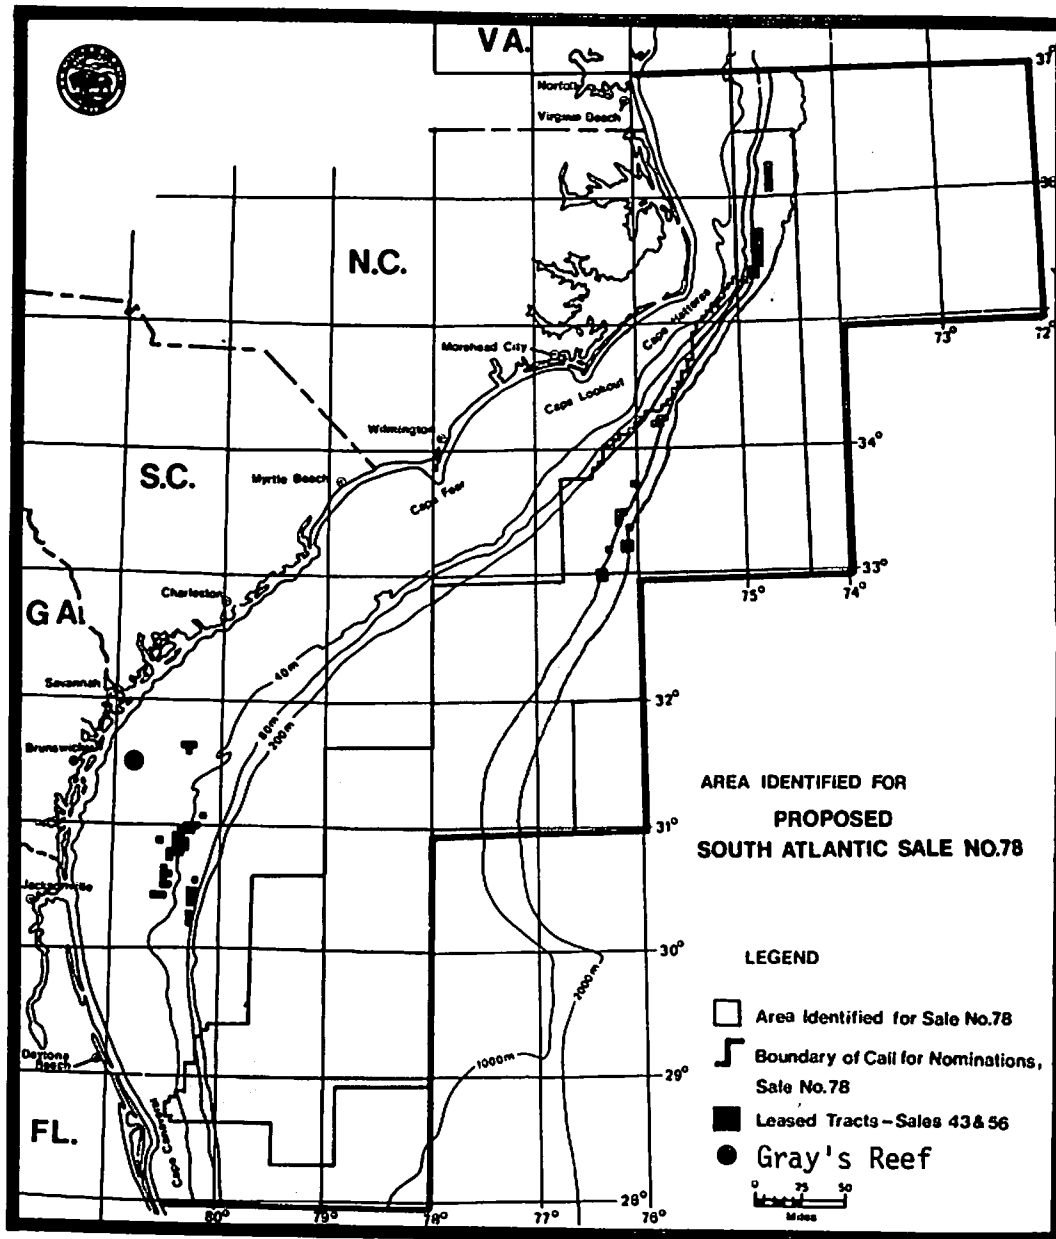 VA.
37°
Norfolk
Virginia Beach
36°
N.C.
Cape Hatteras
73°
72°
Morehead City
Cape Lookout
34°
Wilmington
S.C.
Myrtle Beach
Cape Fear
33°
75°
74°
Charleston
GA.
Savannah
40m
80m
200m
32°
Brunswick
AREA IDENTIFIED FOR
PROPOSED
SOUTH ATLANTIC SALE NO.78
31°
Jacksonville
30°
LEGEND
2000m
Area Identified for Sale No.78
Daytona
Beach
1000m
Boundary of Call for Nominations,
Sale No.78
29°
FL.
Cape Canaveral
Leased Tracts-Sales 43&56
Gray's Reef
0 25 50
Miles
28°
80°
79°
78°
77°
76°